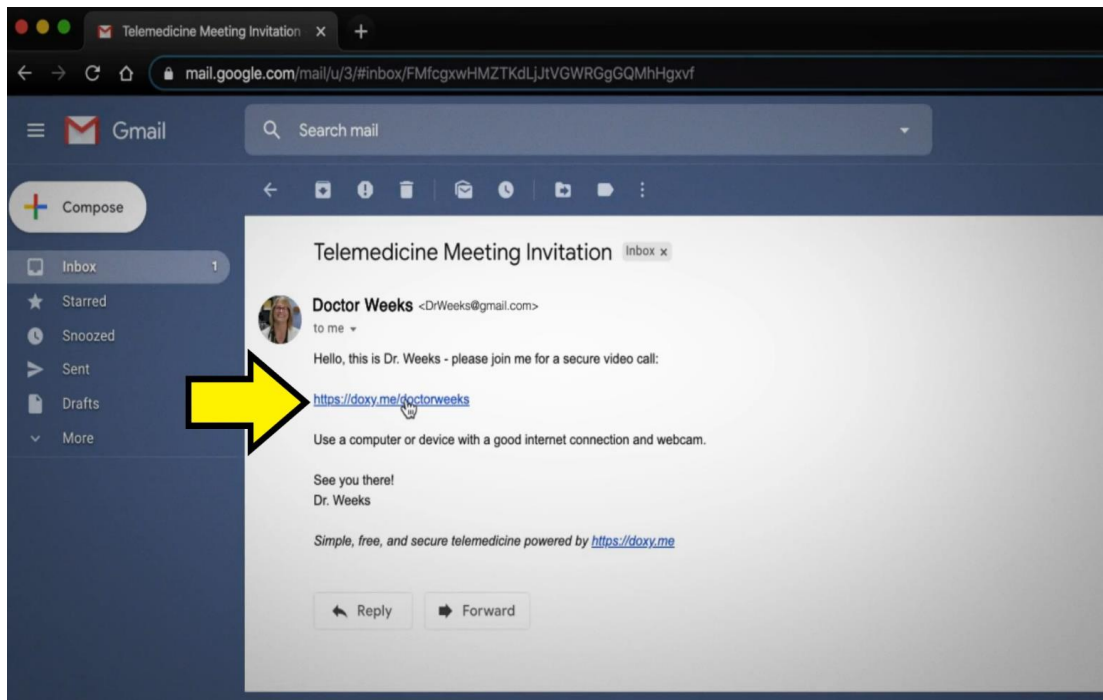 Telemedicine Meeting Invitation
mail.google.com/mail/u/3/#inbox/FMfcgxwHMZTKdLjJtVGWRGgGQMhHgxvf
Gmail
Search mail
Compose
Inbox 1
Starred
Snoozed
Sent
Drafts
More
Telemedicine Meeting Invitation Inbox x
Doctor Weeks <DrWeeks@gmail.com>
to me
Hello, this is Dr. Weeks - please join me for a secure video call:
https://doxy.me/doctorweeks
Use a computer or device with a good internet connection and webcam.
See you there!
Dr. Weeks
Simple, free, and secure telemedicine powered by https://doxy.me
Reply Forward